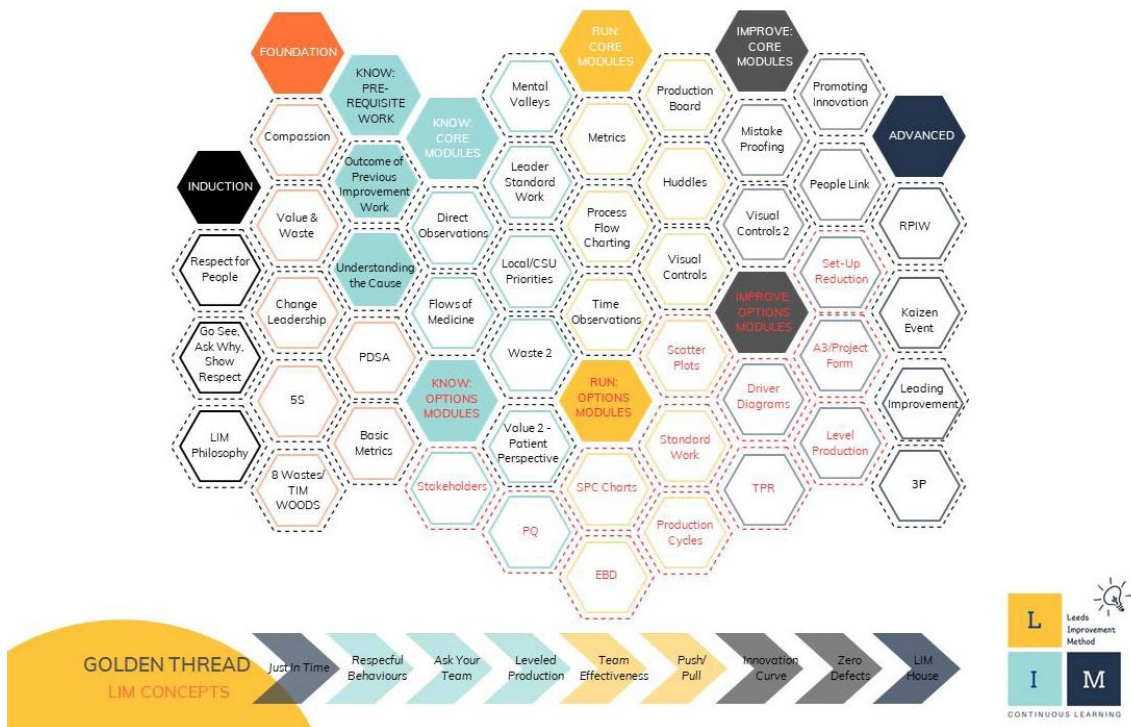 INDUCTION
Respect for
People
Go See,
Ask Why,
Show
Respect
LIM
Philosophy
FOUNDATION
Compassion
Value &
Waste
Change
Leadership
5S
8 Wastes/
TIM
WOODS
KNOW:
PRE-
REQUISITE
WORK
Outcome of
Previous
Improvement
Work
Understanding
the Cause
PDSA
Basic
Metrics
KNOW:
CORE
MODULES
Direct
Observations
Flows of
Medicine
KNOW:
OPTIONS
MODULES
Stakeholders
Mental
Valleys
Leader
Standard
Work
Local/CSU
Priorities
Waste 2
Value 2 -
Patient
Perspective
PQ
RUN:
CORE
MODULES
Metrics
Process
Flow
Charting
Time
Observations
RUN:
OPTIONS
MODULES
SPC Charts
EBD
Production
Board
Huddles
Visual
Controls
Scatter
Plots
Standard
Work
Production
Cycles
IMPROVE:
CORE
MODULES
Mistake
Proofing
Visual
Controls 2
IMPROVE:
OPTIONS
MODULES
Driver
Diagrams
TPR
Promoting
Innovation
People Link
Set-Up
Reduction
A3/Project
Form
Level
Production
ADVANCED
RPIW
Kaizen
Event
Leading
Improvement
3P
GOLDEN THREAD
LIM CONCEPTS
Just In Time
Respecful
Behaviours
Ask Your
Team
Leveled
Production
Team
Effectiveness
Push/
Pull
Innovation
Curve
Zero
Defects
LIM
House
L
Leeds
Improvement
Method
I
M
CONTINUOUS LEARNING